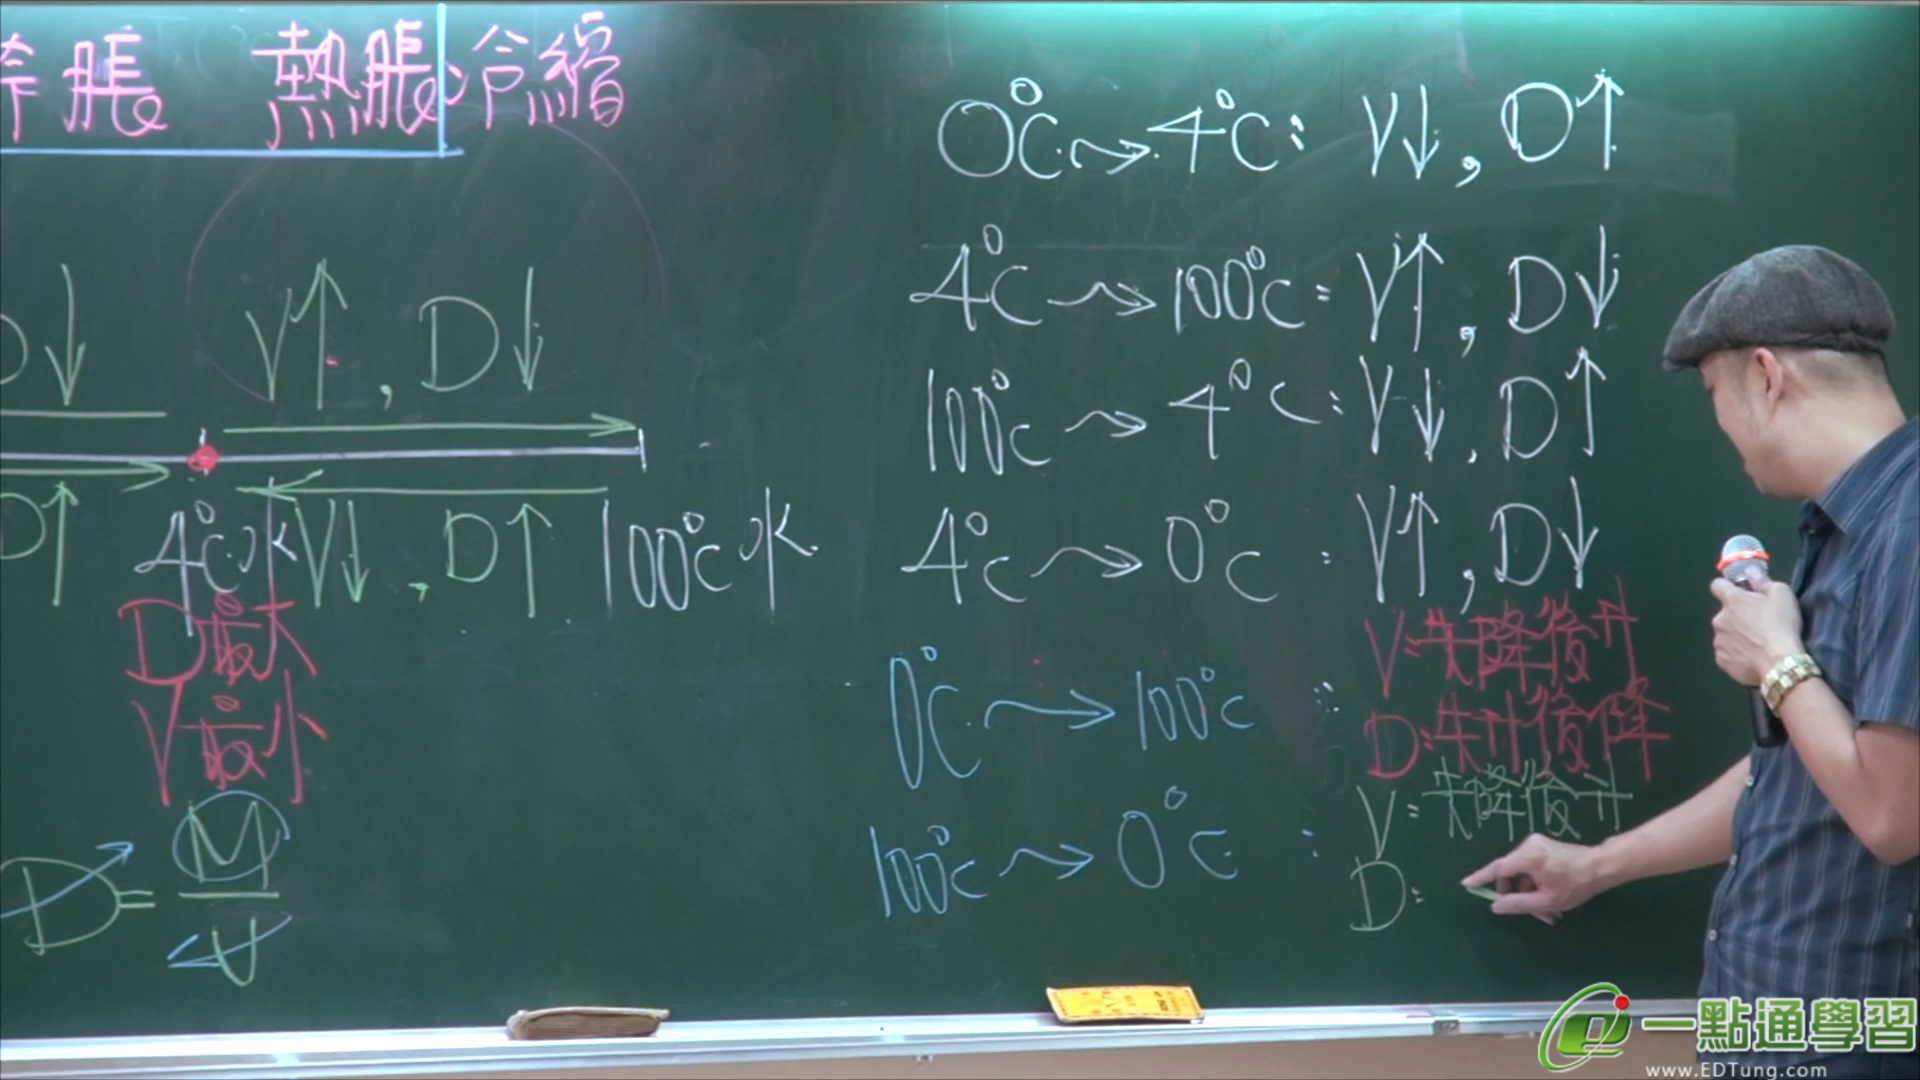 脹 熱脹冷縮
D↓ V↑, D↓
D↑ 4°C水 V↓, D↑ 100°C水
D最大
V最小
D = M/V
0°C→4°C: V↓, D↑
4°C→100°C: V↑, D↓
100°C→4°C: V↓, D↑
4°C→0°C: V↑, D↓
0°C→100°C: V:先降後升
D:先升後降
100°C→0°C: V:先降後升
D:
一點通學習
www.EDTung.com